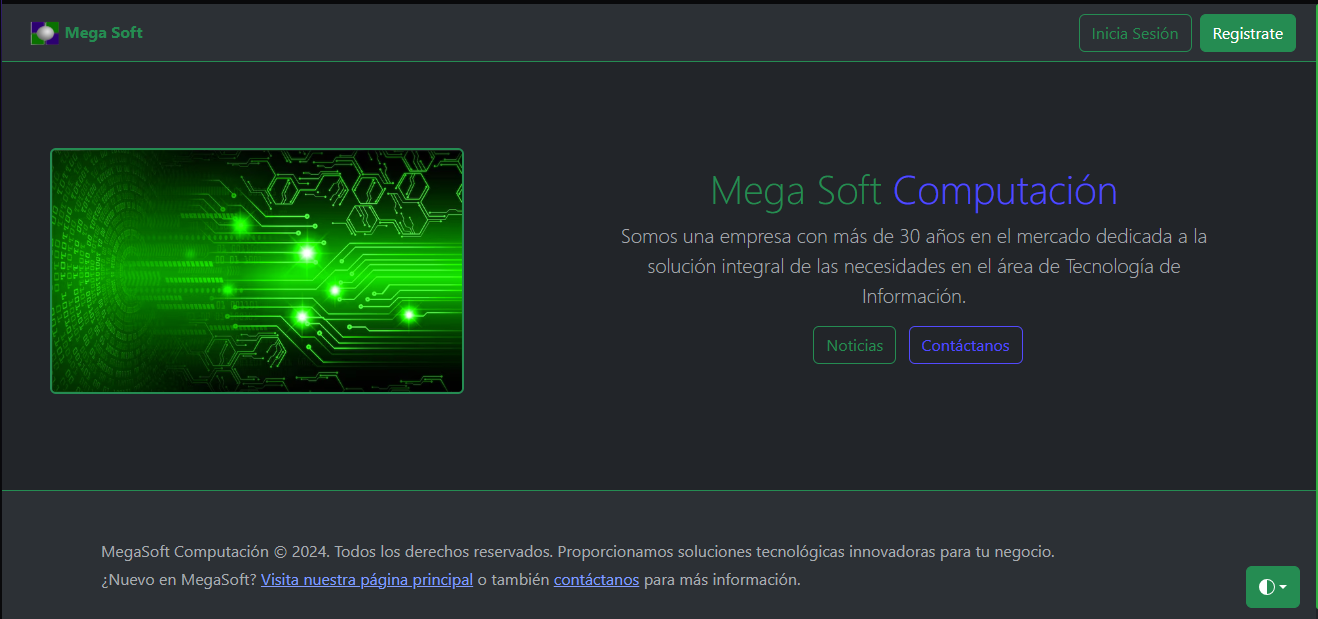 Mega Soft
Inicia Sesión
Registrate
Mega Soft Computación
Somos una empresa con más de 30 años en el mercado dedicada a la
solución integral de las necesidades en el área de Tecnología de
Información.
Noticias
Contáctanos
MegaSoft Computación © 2024. Todos los derechos reservados. Proporcionamos soluciones tecnológicas innovadoras para tu negocio.
¿Nuevo en MegaSoft? Visita nuestra página principal o también contáctanos para más información.